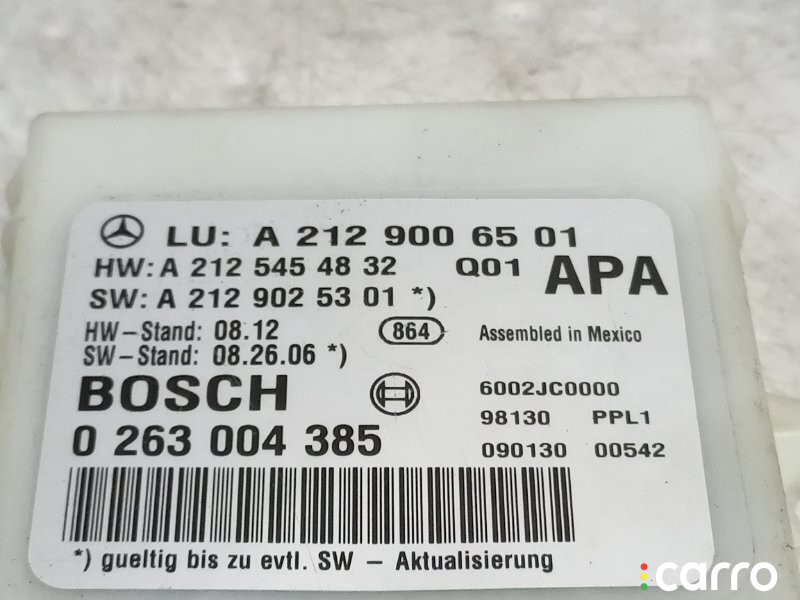 LU: A 212 900 65 01
HW: A 212 545 48 32 Q01 APA
SW: A 212 902 53 01 *)
HW-Stand: 08.12 864 Assembled in Mexico
SW-Stand: 08.26.06 *)
BOSCH 6002JC0000
98130 PPL1
0 263 004 385 090130 00542
*) gueltig bis zu evtl. SW - Aktualisierung
carro